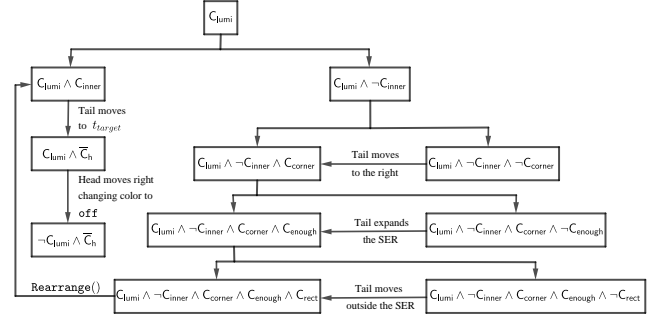 C_lumi
C_lumi ∧ C_inner
C_lumi ∧ ¬C_inner
Tail moves
to t_target
C_lumi ∧ C̅_h
C_lumi ∧ ¬C_inner ∧ C_corner
Tail moves
to the right
C_lumi ∧ ¬C_inner ∧ ¬C_corner
Head moves right
changing color to
off
¬C_lumi ∧ C̅_h
C_lumi ∧ ¬C_inner ∧ C_corner ∧ C_enough
Tail expands
the SER
C_lumi ∧ ¬C_inner ∧ C_corner ∧ ¬C_enough
Rearrange()
C_lumi ∧ ¬C_inner ∧ C_corner ∧ C_enough ∧ C_rect
Tail moves
outside the SER
C_lumi ∧ ¬C_inner ∧ C_corner ∧ C_enough ∧ ¬C_rect